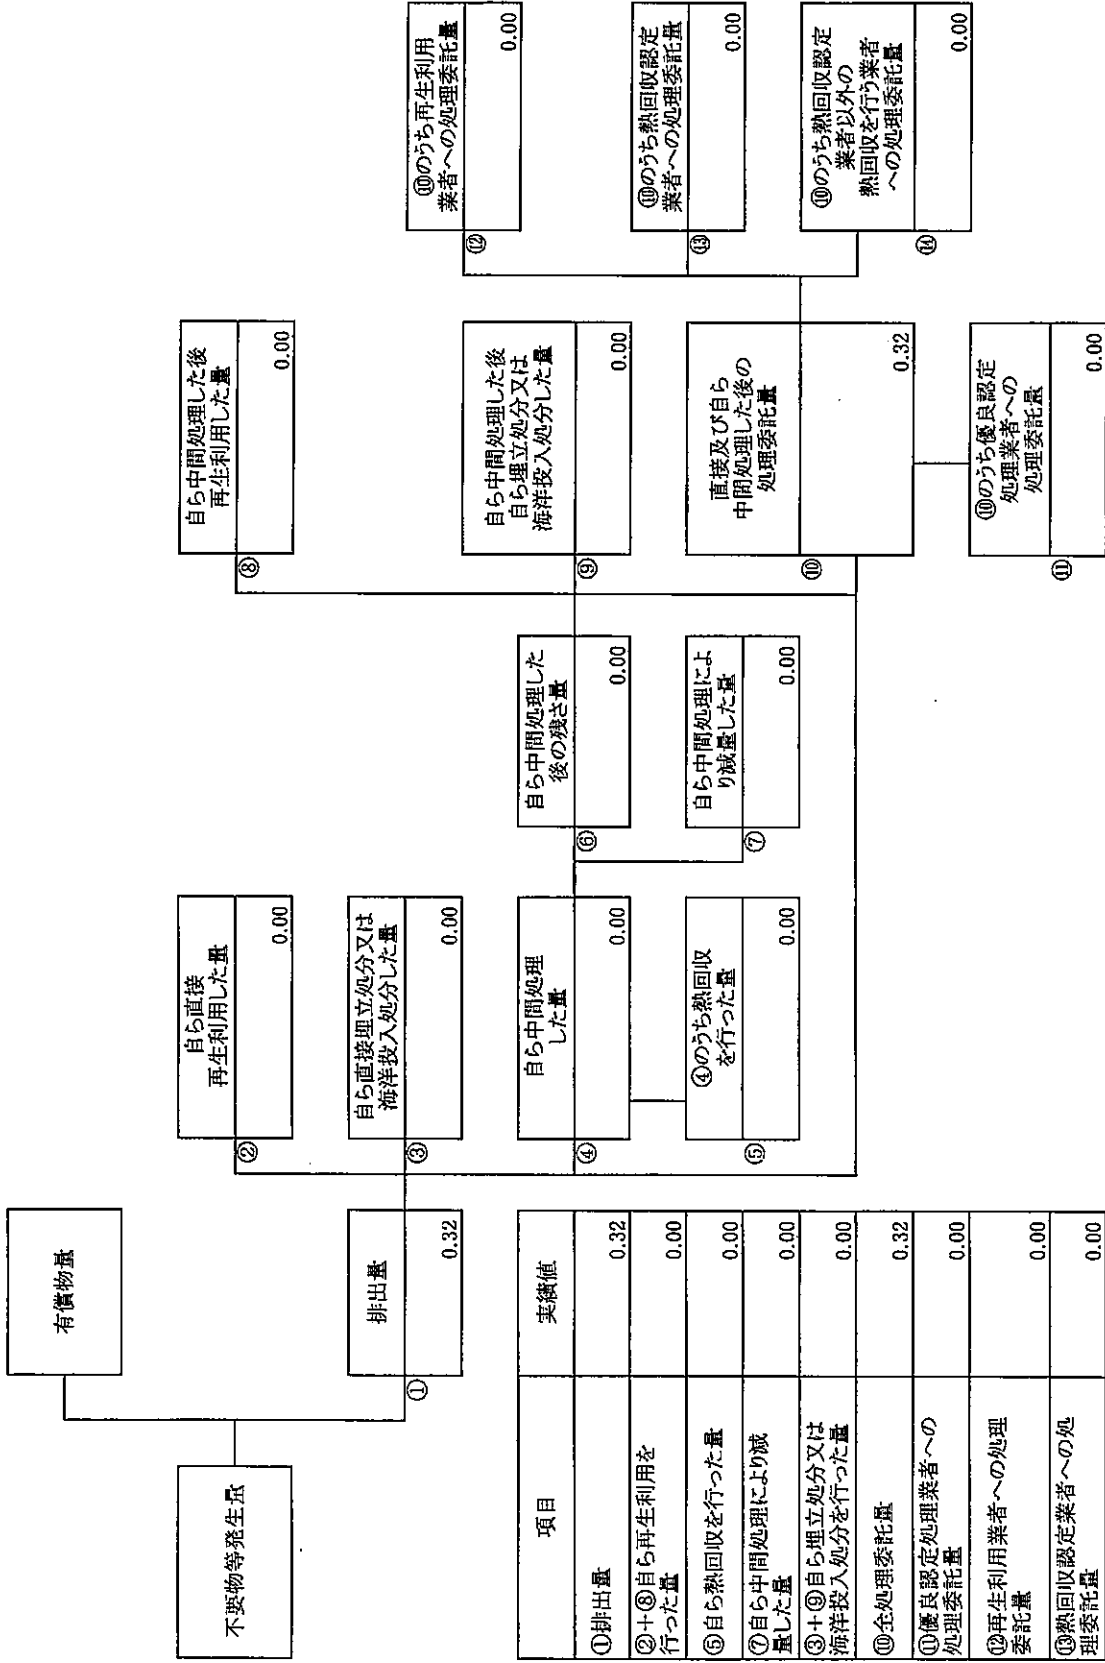 有償物量
不要物等発生量
①
排出量
0.32
②
自ら直接
再生利用した量
0.00
③
自ら直接埋立処分又は
海洋投入処分した量
0.00
④
自ら中間処理
した量
0.00
⑤
④のうち熱回収
を行った量
0.00
⑥
自ら中間処理した
後の残さ量
0.00
⑦
自ら中間処理によ
り減量した量
0.00
⑧
自ら中間処理した後
再生利用した量
0.00
⑨
自ら中間処理した後
自ら埋立処分又は
海洋投入処分した量
0.00
⑩
直接及び自ら
中間処理した後の
処理委託量
0.32
⑪
⑩のうち優良認定
処理業者への
処理委託量
0.00
⑫
⑩のうち再生利用
業者への処理委託量
0.00
⑬
⑩のうち熱回収認定
業者への処理委託量
0.00
⑭
⑩のうち熱回収認定
業者以外の
熱回収を行う業者
への処理委託量
0.00
項目 実績値
①排出量 0.32
②+⑧自ら再生利用を
行った量 0.00
⑤自ら熱回収を行った量 0.00
⑦自ら中間処理により減
量した量 0.00
③+⑨自ら埋立処分又は
海洋投入処分を行った量 0.00
⑩全処理委託量 0.32
⑪優良認定処理業者への
処理委託量 0.00
⑫再生利用業者への処理
委託量 0.00
⑬熱回収認定業者への処
理委託量 0.00